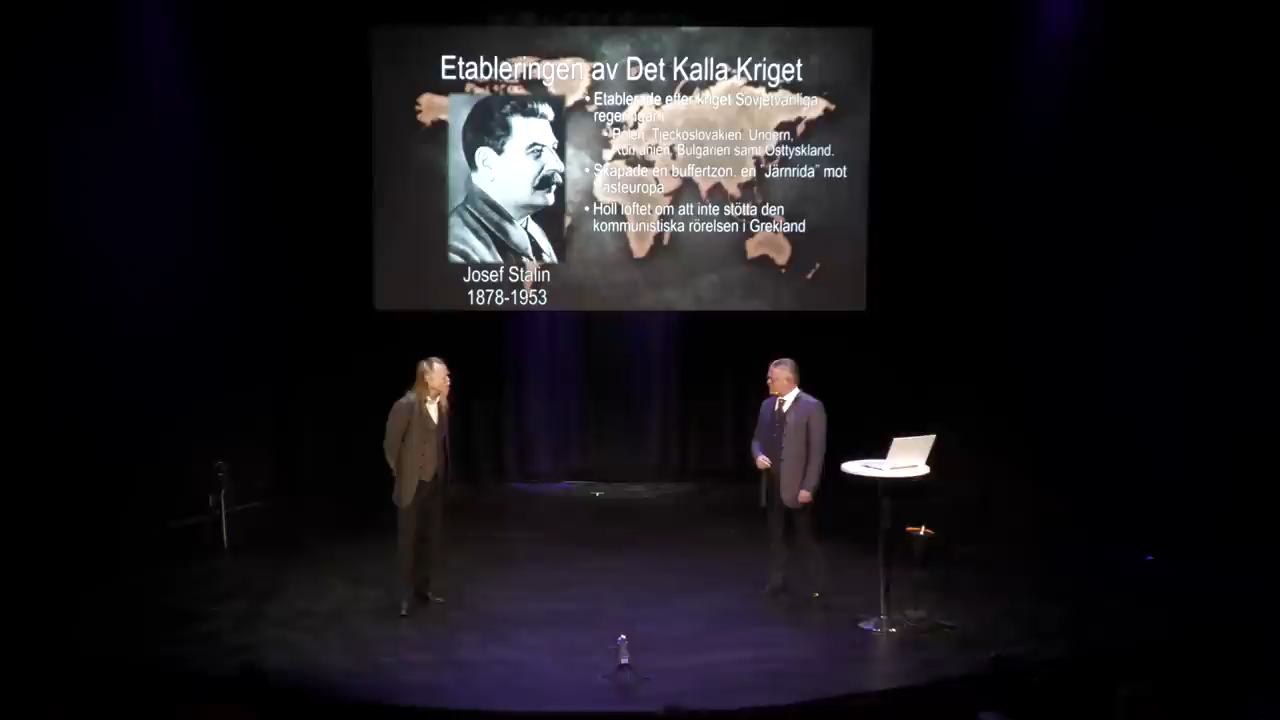 Etableringen av Det Kalla Kriget
• Etablerade efter kriget Sovjetvänliga
regeringar i
• Polen, Tjeckoslovakien, Ungern,
Rumänien, Bulgarien samt Östtyskland.
• Skapade en buffertzon, en "Järnrida" mot
Västeuropa
• Höll löftet om att inte stötta den
kommunistiska rörelsen i Grekland
Josef Stalin
1878-1953